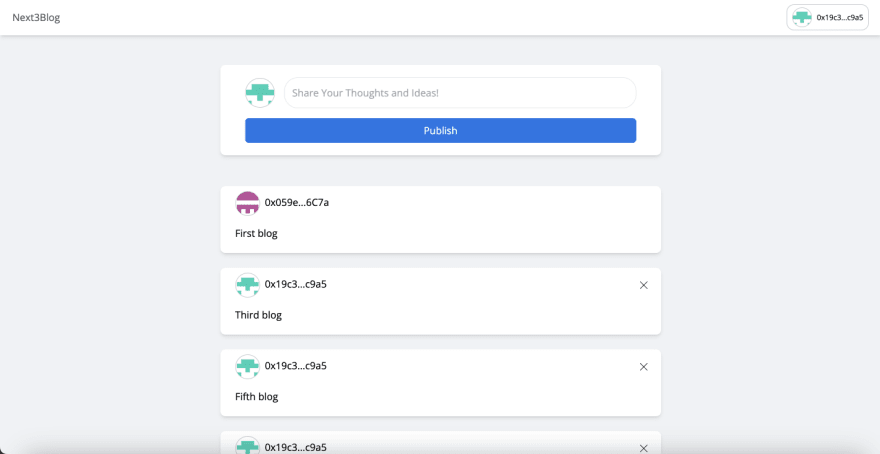 Next3Blog
0x19c3...c9a5
Share Your Thoughts and Ideas!
Publish
0x059e...6C7a
First blog
0x19c3...c9a5
Third blog
0x19c3...c9a5
Fifth blog
0x19c3...c9a5